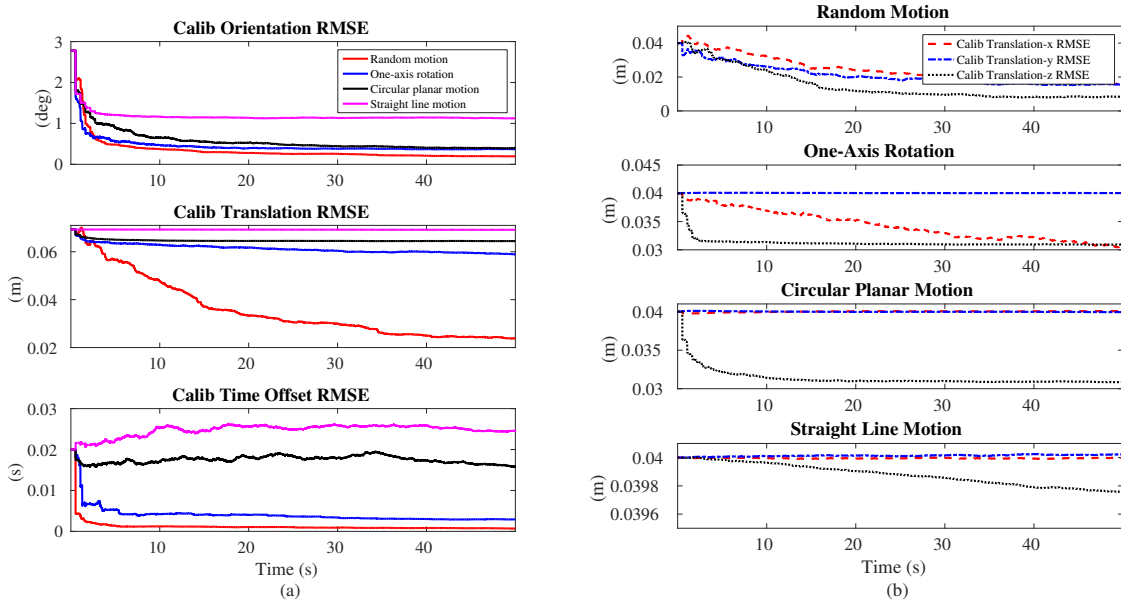 Calib Orientation RMSE
3
2
1
0
(deg)
Random motion
One-axis rotation
Circular planar motion
Straight line motion
10 20 30 40
Calib Translation RMSE
0.06
0.04
0.02
(m)
10 20 30 40
Calib Time Offset RMSE
0.03
0.02
0.01
0
(s)
10 20 30 40
Time (s)
(a)
Random Motion
0.04
0.02
0
(m)
Calib Translation-x RMSE
Calib Translation-y RMSE
Calib Translation-z RMSE
10 20 30 40
One-Axis Rotation
0.045
0.04
0.035
0.03
(m)
10 20 30 40
Circular Planar Motion
0.04
0.035
0.03
(m)
10 20 30 40
Straight Line Motion
0.04
0.0398
0.0396
(m)
10 20 30 40
Time (s)
(b)